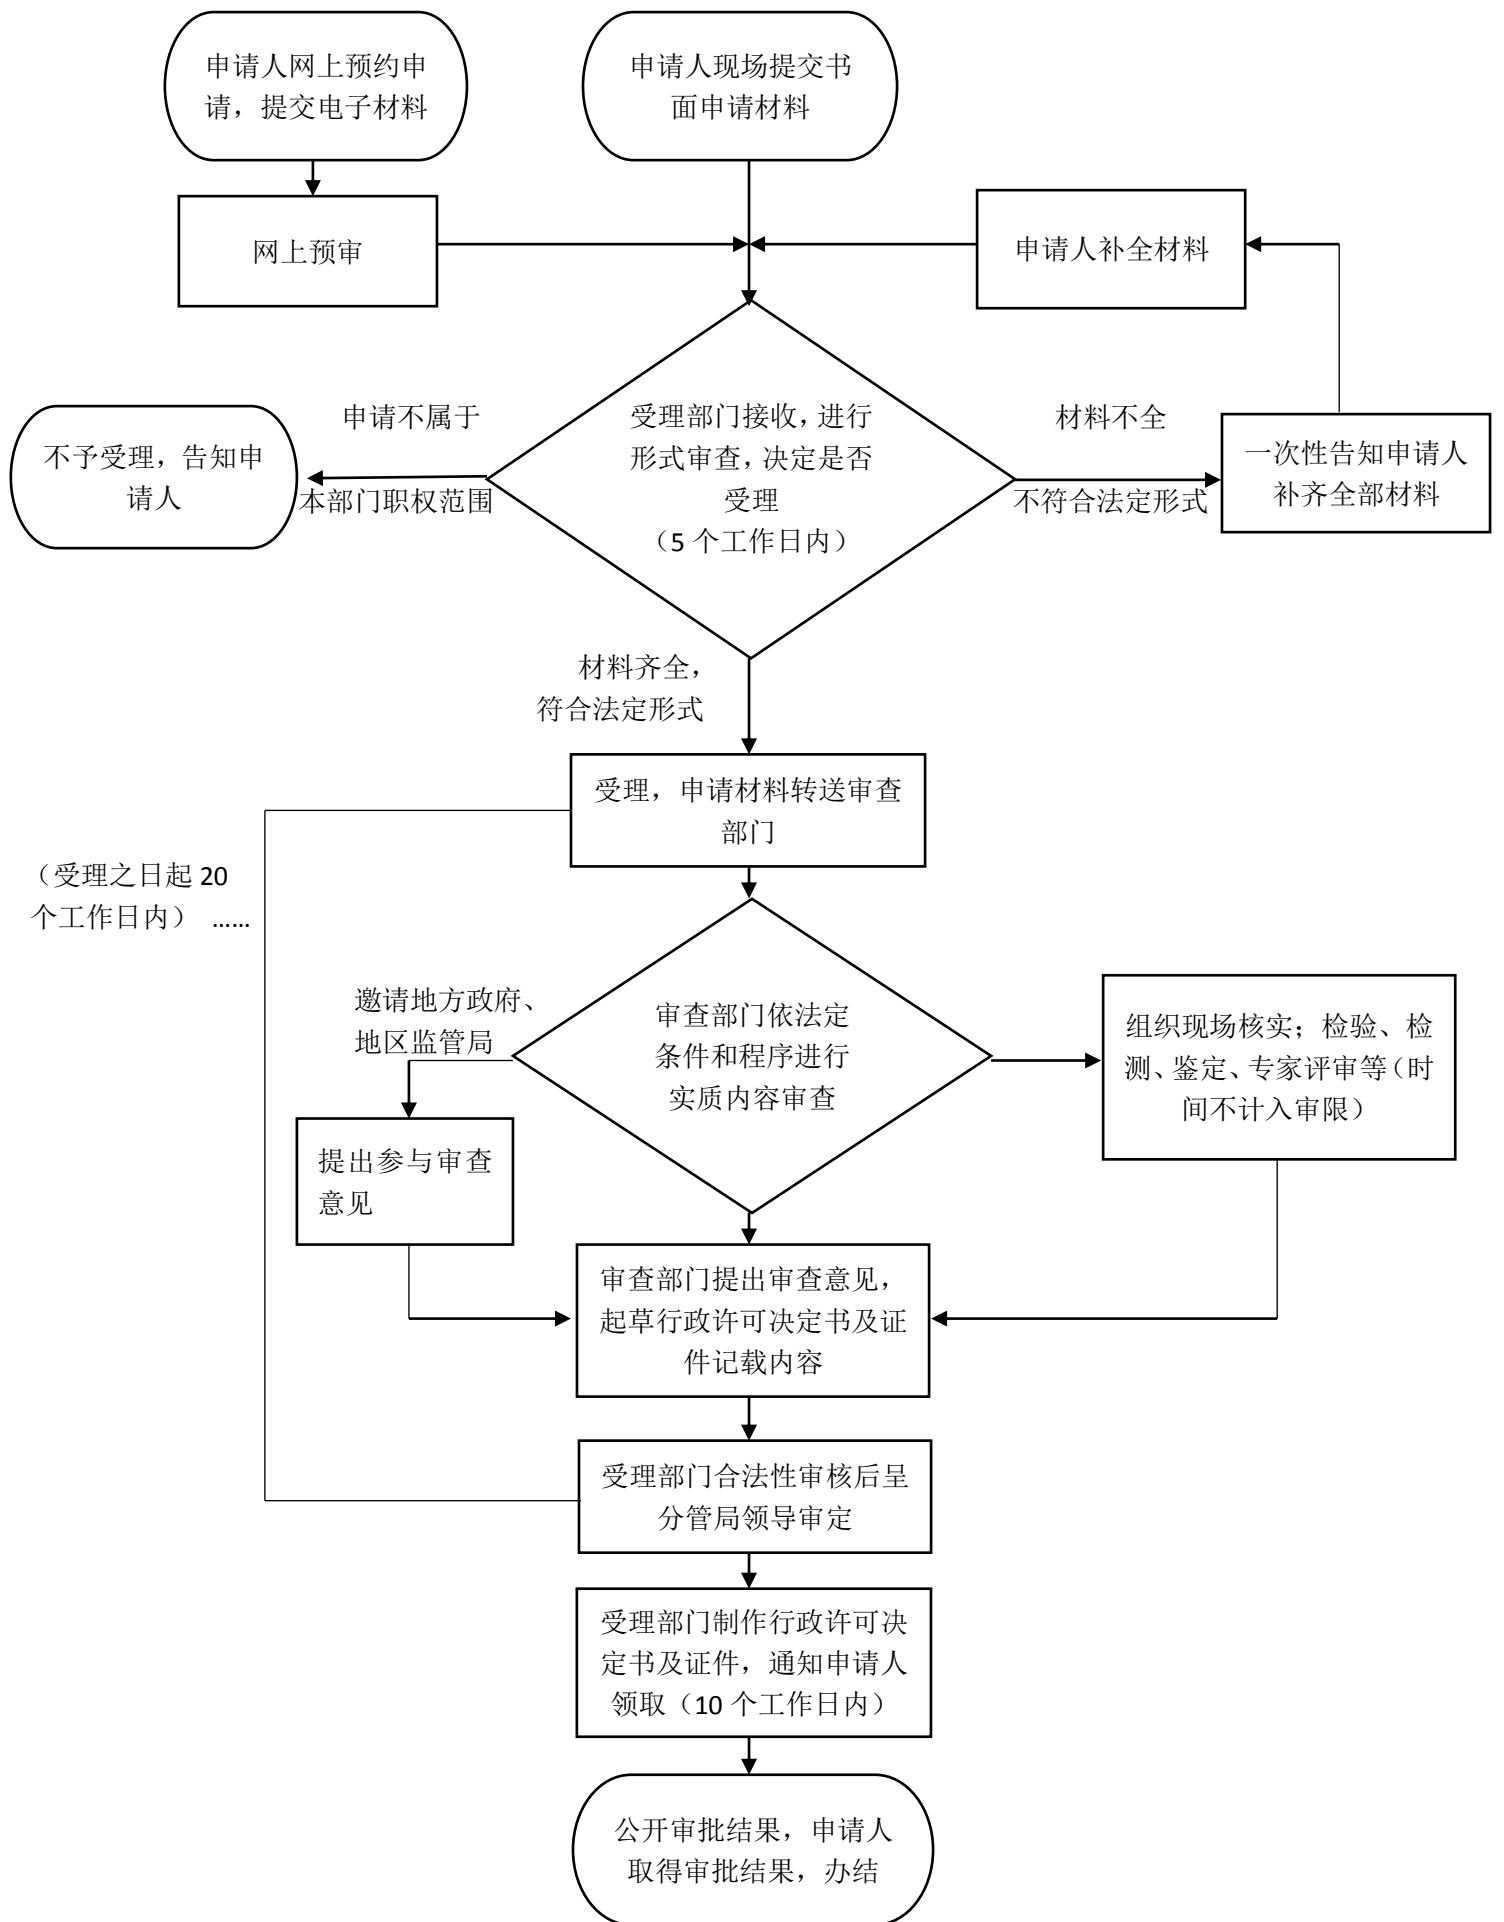 申请人网上预约申
请，提交电子材料
申请人现场提交书
面申请材料
网上预审
申请人补全材料
申请不属于
本部门职权范围
不予受理，告知申
请人
受理部门接收，进行
形式审查，决定是否
受理
（5 个工作日内）
材料不全
不符合法定形式
一次性告知申请人
补齐全部材料
材料齐全，
符合法定形式
受理，申请材料转送审查
部门
（受理之日起 20
个工作日内） ……
邀请地方政府、
地区监管局
审查部门依法定
条件和程序进行
实质内容审查
组织现场核实；检验、检
测、鉴定、专家评审等（时
间不计入审限）
提出参与审查
意见
审查部门提出审查意见，
起草行政许可决定书及证
件记载内容
受理部门合法性审核后呈
分管局领导审定
受理部门制作行政许可决
定书及证件，通知申请人
领取（10 个工作日内）
公开审批结果，申请人
取得审批结果，办结